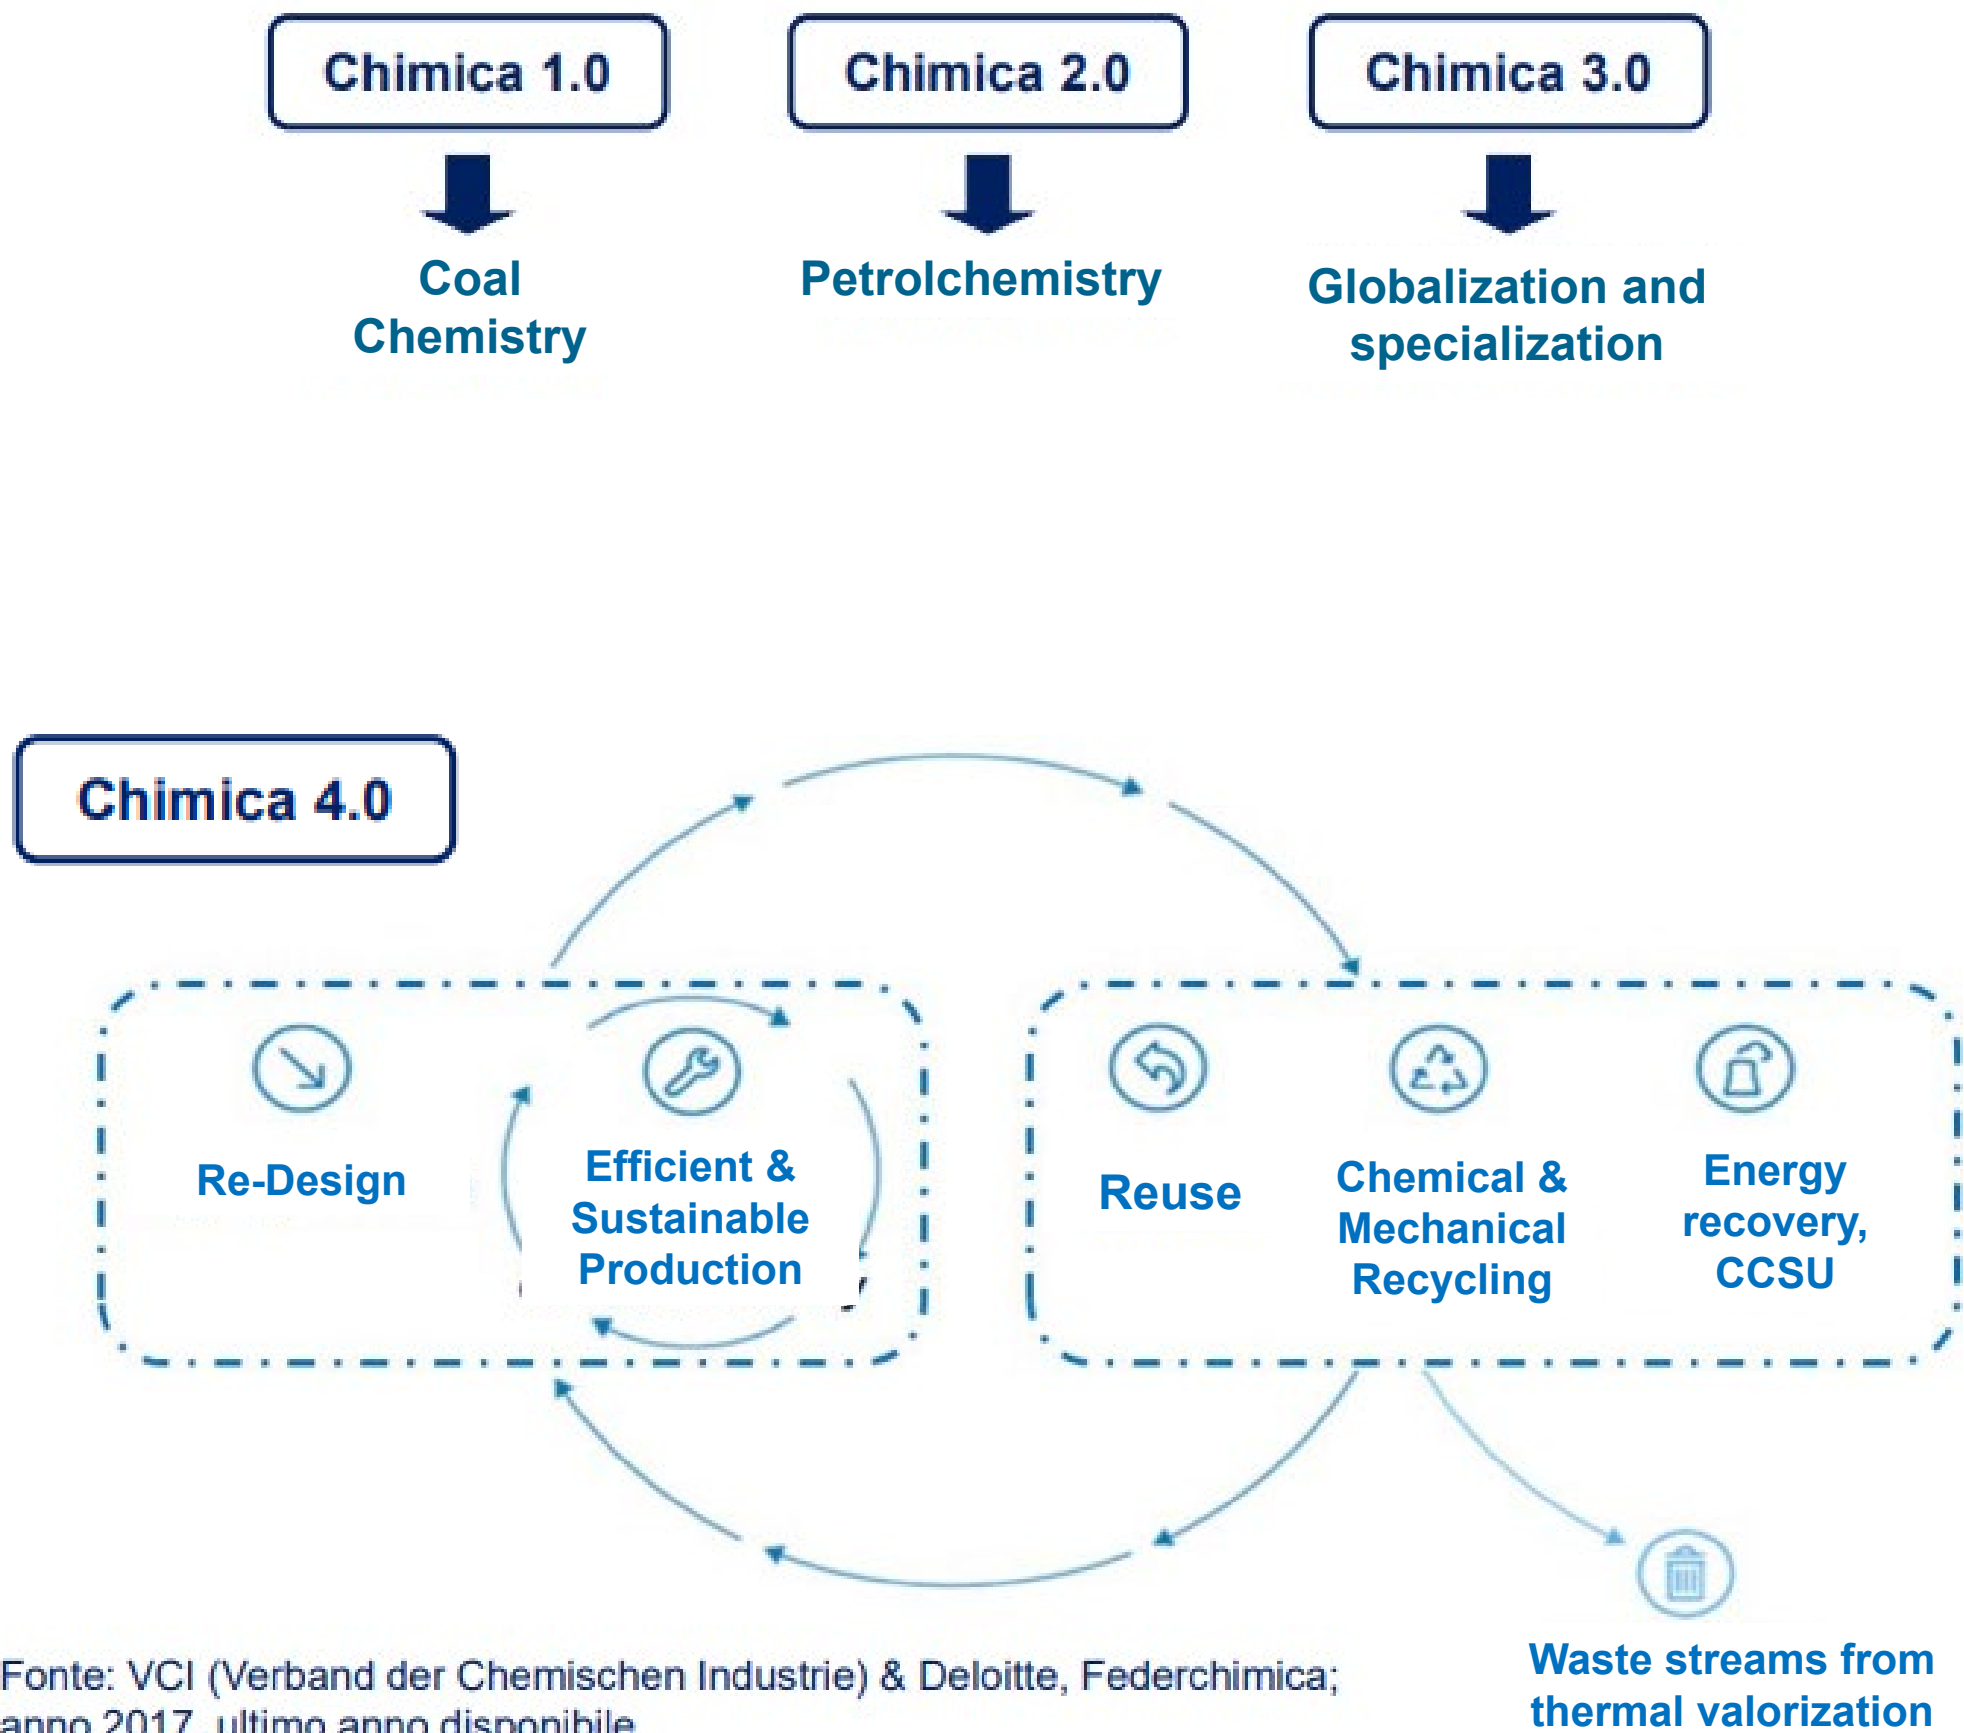 Chimica 1.0
Chimica 2.0
Chimica 3.0
Coal
Chemistry
Petrolchemistry
Globalization and
specialization
Chimica 4.0
Re-Design
Efficient &
Sustainable
Production
Reuse
Chemical &
Mechanical
Recycling
Energy
recovery,
CCSU
Waste streams from
thermal valorization
Fonte: VCI (Verband der Chemischen Industrie) & Deloitte, Federchimica;
anno 2017, ultimo anno disponibile